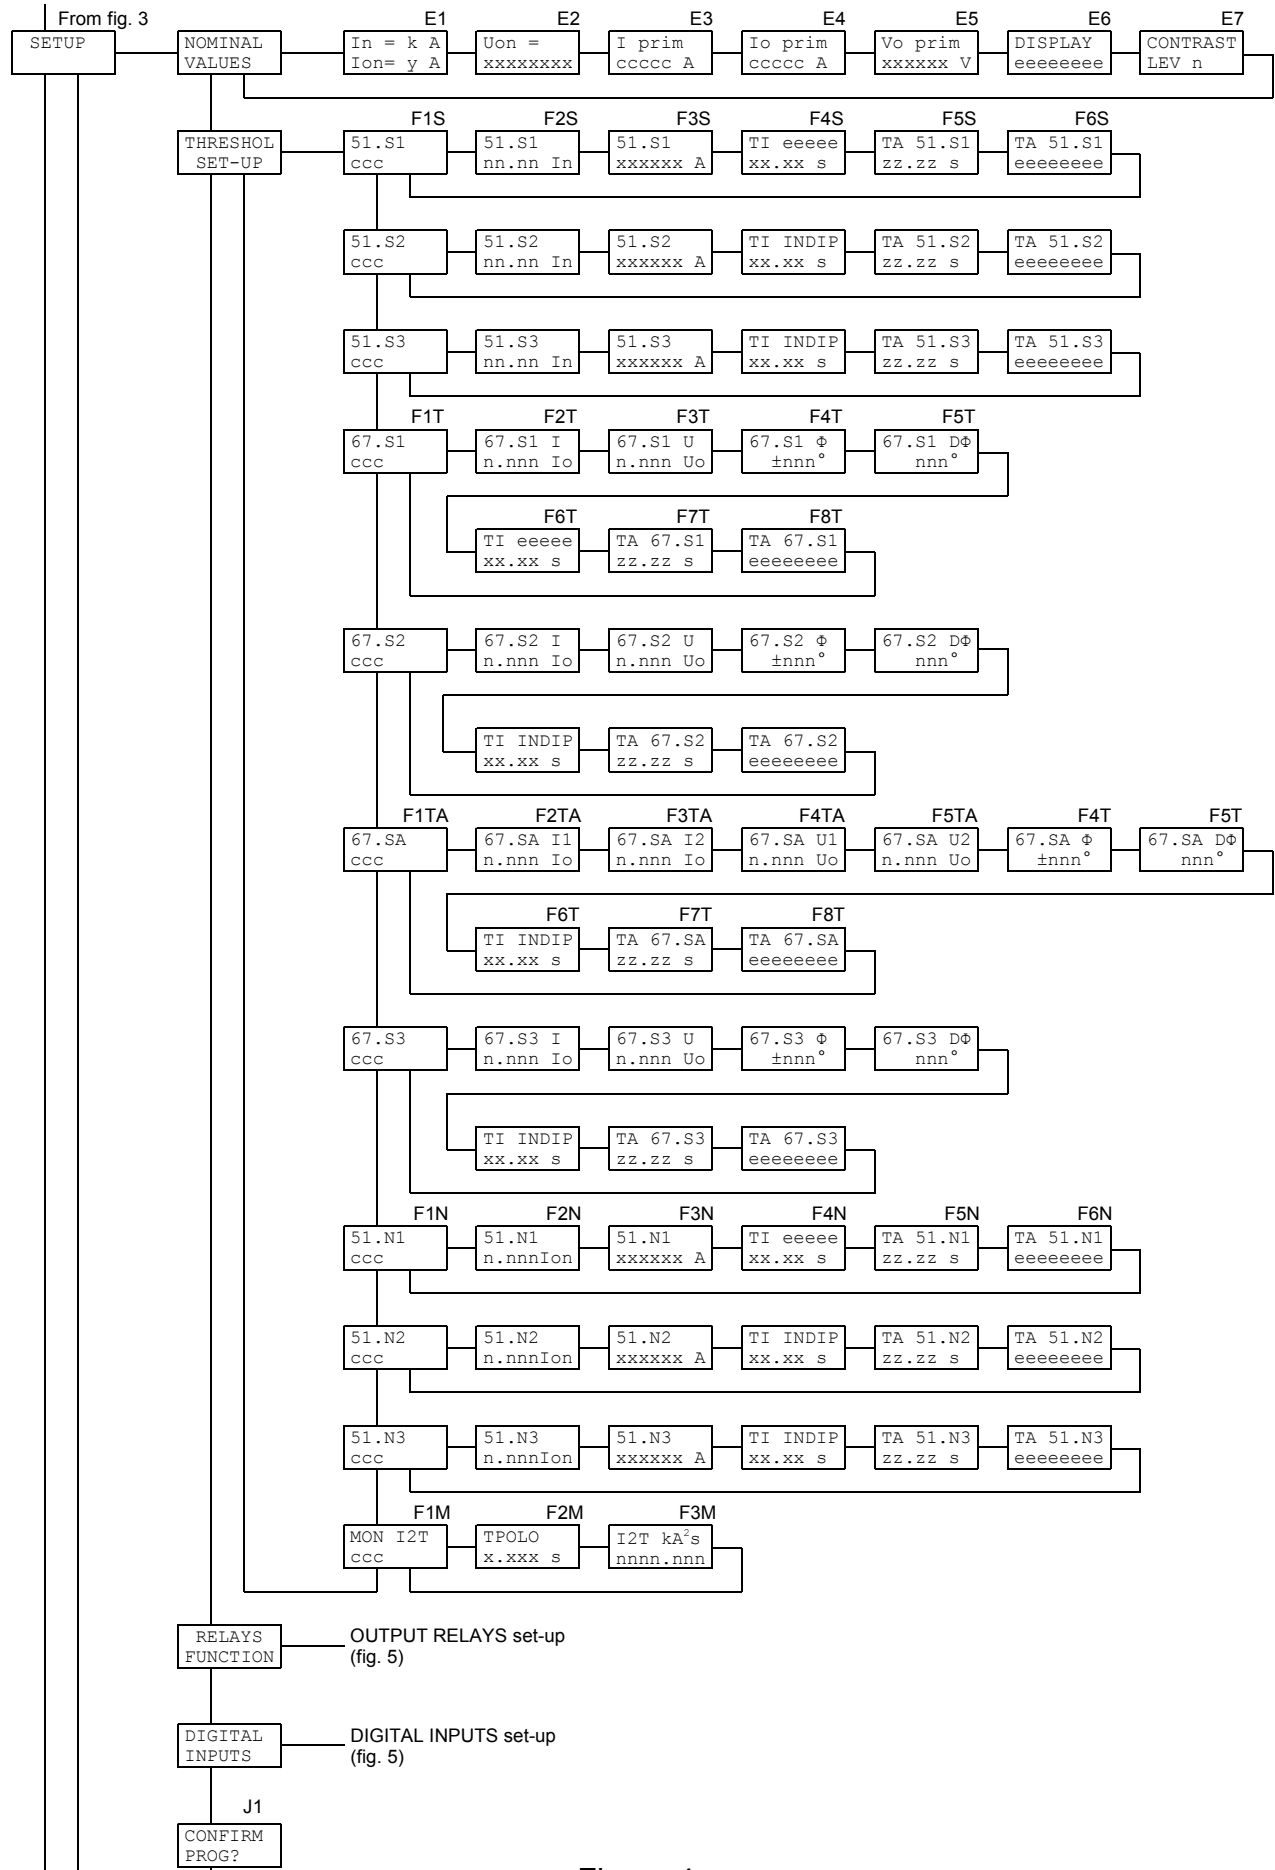 From fig. 3
E1 E2 E3 E4 E5 E6 E7
SETUP NOMINAL In = k A Uon = I prim Io prim Vo prim DISPLAY CONTRAST
VALUES Ion= y A xxxxxxxx ccccc A ccccc A xxxxxx V eeeeeeee LEV n
F1S F2S F3S F4S F5S F6S
THRESHOL 51.S1 51.S1 51.S1 TI eeeee TA 51.S1 TA 51.S1
SET-UP ccc nn.nn In xxxxxx A xx.xx s zz.zz s eeeeeeee
51.S2 51.S2 51.S2 TI INDIP TA 51.S2 TA 51.S2
ccc nn.nn In xxxxxx A xx.xx s zz.zz s eeeeeeee
51.S3 51.S3 51.S3 TI INDIP TA 51.S3 TA 51.S3
ccc nn.nn In xxxxxx A xx.xx s zz.zz s eeeeeeee
F1T F2T F3T F4T F5T
67.S1 67.S1 I 67.S1 U 67.S1 Φ 67.S1 DΦ
ccc n.nnn Io n.nnn Uo ±nnn° nnn°
F6T F7T F8T
TI eeeee TA 67.S1 TA 67.S1
xx.xx s zz.zz s eeeeeeee
67.S2 67.S2 I 67.S2 U 67.S2 Φ 67.S2 DΦ
ccc n.nnn Io n.nnn Uo ±nnn° nnn°
TI INDIP TA 67.S2 TA 67.S2
xx.xx s zz.zz s eeeeeeee
F1TA F2TA F3TA F4TA F5TA F4T F5T
67.SA 67.SA I1 67.SA I2 67.SA U1 67.SA U2 67.SA Φ 67.SA DΦ
ccc n.nnn Io n.nnn Io n.nnn Uo n.nnn Uo ±nnn° nnn°
F6T F7T F8T
TI INDIP TA 67.SA TA 67.SA
xx.xx s zz.zz s eeeeeeee
67.S3 67.S3 I 67.S3 U 67.S3 Φ 67.S3 DΦ
ccc n.nnn Io n.nnn Uo ±nnn° nnn°
TI INDIP TA 67.S3 TA 67.S3
xx.xx s zz.zz s eeeeeeee
F1N F2N F3N F4N F5N F6N
51.N1 51.N1 51.N1 TI eeeee TA 51.N1 TA 51.N1
ccc n.nnnIon xxxxxx A xx.xx s zz.zz s eeeeeeee
51.N2 51.N2 51.N2 TI INDIP TA 51.N2 TA 51.N2
ccc n.nnnIon xxxxxx A xx.xx s zz.zz s eeeeeeee
51.N3 51.N3 51.N3 TI INDIP TA 51.N3 TA 51.N3
ccc n.nnnIon xxxxxx A xx.xx s zz.zz s eeeeeeee
F1M F2M F3M
MON I2T TPOLO I2T kA²s
ccc x.xxx s nnnn.nnn
RELAYS OUTPUT RELAYS set-up
FUNCTION (fig. 5)
DIGITAL DIGITAL INPUTS set-up
INPUTS (fig. 5)
J1
CONFIRM
PROG?